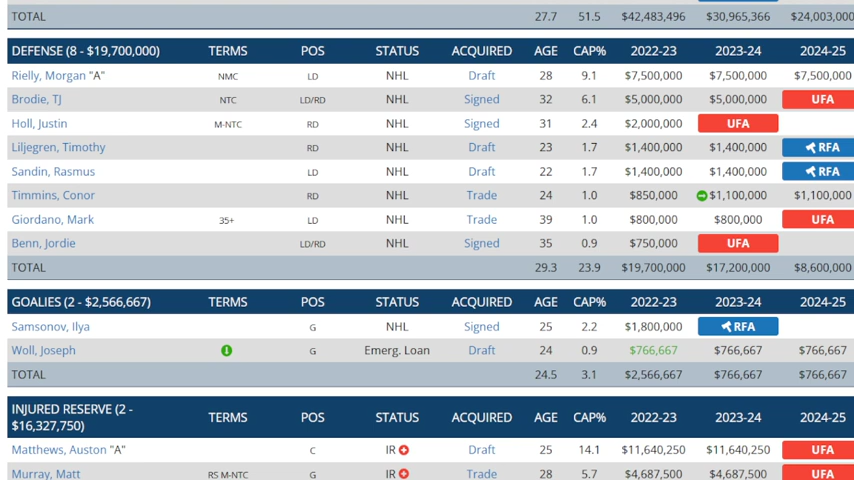 TOTAL 27.7 51.5 $42,483,496 $30,965,366 $24,003,000
DEFENSE (8 - $19,700,000) TERMS POS STATUS ACQUIRED AGE CAP% 2022-23 2023-24 2024-25
Rielly, Morgan "A" NMC LD NHL Draft 28 9.1 $7,500,000 $7,500,000 $7,500,000
Brodie, TJ NTC LD/RD NHL Signed 32 6.1 $5,000,000 $5,000,000 UFA
Holl, Justin M-NTC RD NHL Signed 31 2.4 $2,000,000 UFA
Liljegren, Timothy RD NHL Draft 23 1.7 $1,400,000 $1,400,000 RFA
Sandin, Rasmus LD NHL Draft 22 1.7 $1,400,000 $1,400,000 RFA
Timmins, Conor RD NHL Trade 24 1.0 $850,000 $1,100,000 $1,100,000
Giordano, Mark 35+ LD NHL Trade 39 1.0 $800,000 $800,000 UFA
Benn, Jordie LD/RD NHL Signed 35 0.9 $750,000 UFA
TOTAL 29.3 23.9 $19,700,000 $17,200,000 $8,600,000
GOALIES (2 - $2,566,667) TERMS POS STATUS ACQUIRED AGE CAP% 2022-23 2023-24 2024-25
Samsonov, Ilya G NHL Signed 25 2.2 $1,800,000 RFA
Woll, Joseph G Emerg. Loan Draft 24 0.9 $766,667 $766,667 $766,667
TOTAL 24.5 3.1 $2,566,667 $766,667 $766,667
INJURED RESERVE (2 -
$16,327,750) TERMS POS STATUS ACQUIRED AGE CAP% 2022-23 2023-24 2024-25
Matthews, Auston "A" C IR Draft 25 14.1 $11,640,250 $11,640,250 UFA
Murray, Matt RS M-NTC G IR Trade 28 5.7 $4,687,500 $4,687,500 UFA